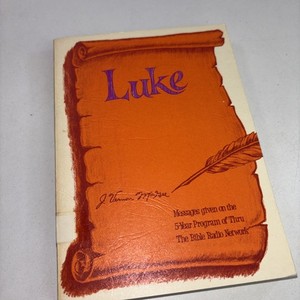 Luke
J. Vernon McGee
Messages given on the
5-Year Program of Thru
The Bible Radio Network